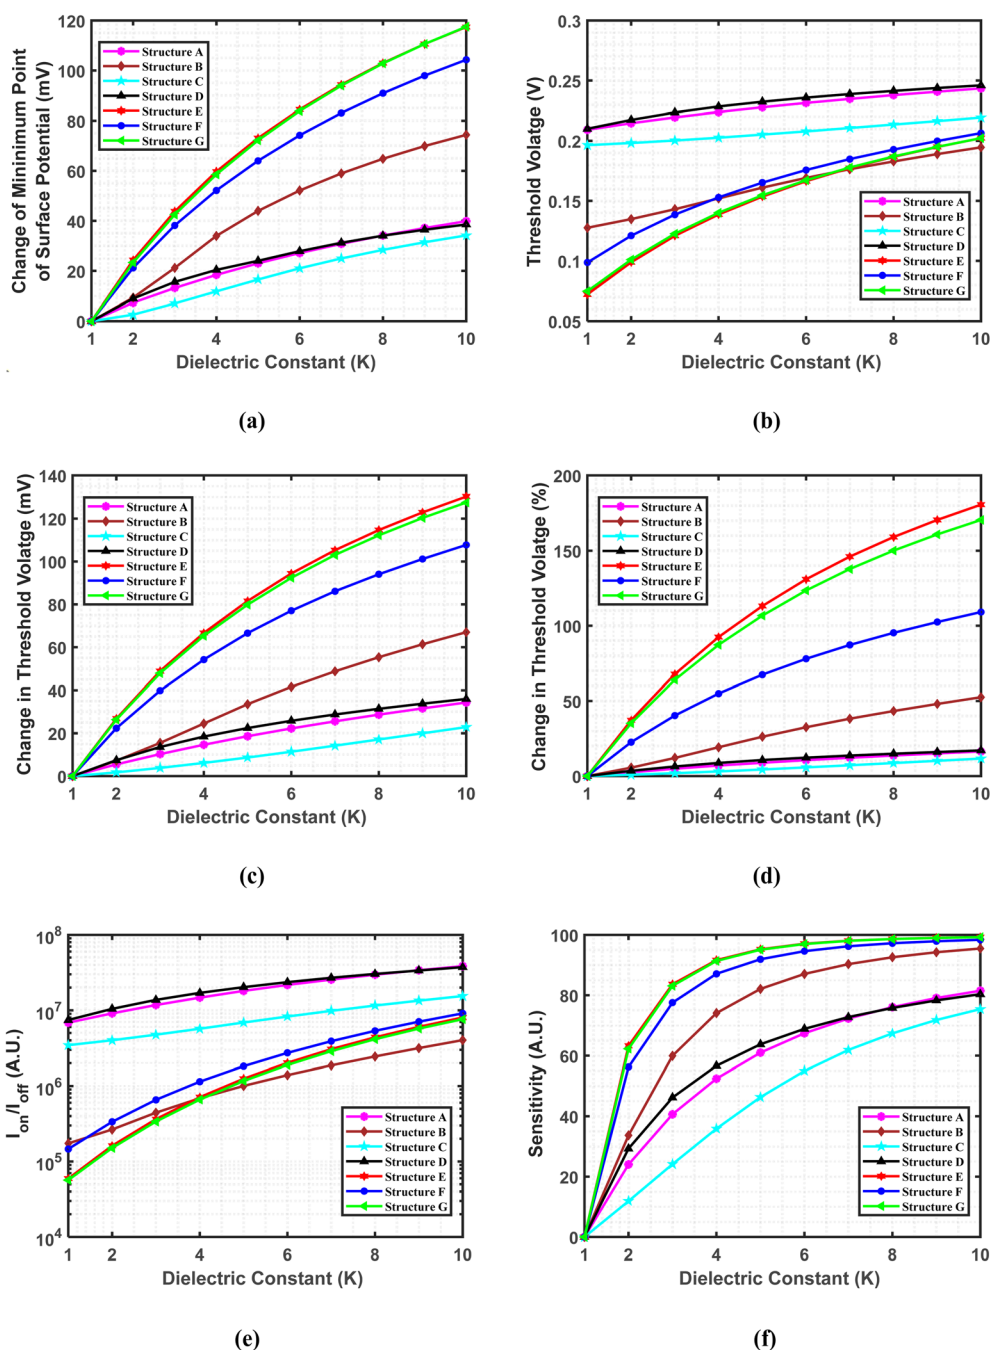 120
100
80
60
40
20
0
Change of Mininimum Point
of Surface Potential (mV)
Structure A
Structure B
Structure C
Structure D
Structure E
Structure F
Structure G
1 2 4 6 8 10
Dielectric Constant (K)
(a)
0.3
0.25
0.2
0.15
0.1
0.05
Threshold Volatge (V)
Structure A
Structure B
Structure C
Structure D
Structure E
Structure F
Structure G
1 2 4 6 8 10
Dielectric Constant (K)
(b)
140
120
100
80
60
40
20
0
Change in Threshold Volatge (mV)
Structure A
Structure B
Structure C
Structure D
Structure E
Structure F
Structure G
1 2 4 6 8 10
Dielectric Constant (K)
(c)
200
150
100
50
0
Change in Threshold Volatge (%)
Structure A
Structure B
Structure C
Structure D
Structure E
Structure F
Structure G
1 2 4 6 8 10
Dielectric Constant (K)
(d)
10^8
10^7
10^6
10^5
10^4
I_on/I_off (A.U.)
Structure A
Structure B
Structure C
Structure D
Structure E
Structure F
Structure G
1 2 4 6 8 10
Dielectric Constant (K)
(e)
100
80
60
40
20
0
Sensitivity (A.U.)
Structure A
Structure B
Structure C
Structure D
Structure E
Structure F
Structure G
1 2 4 6 8 10
Dielectric Constant (K)
(f)